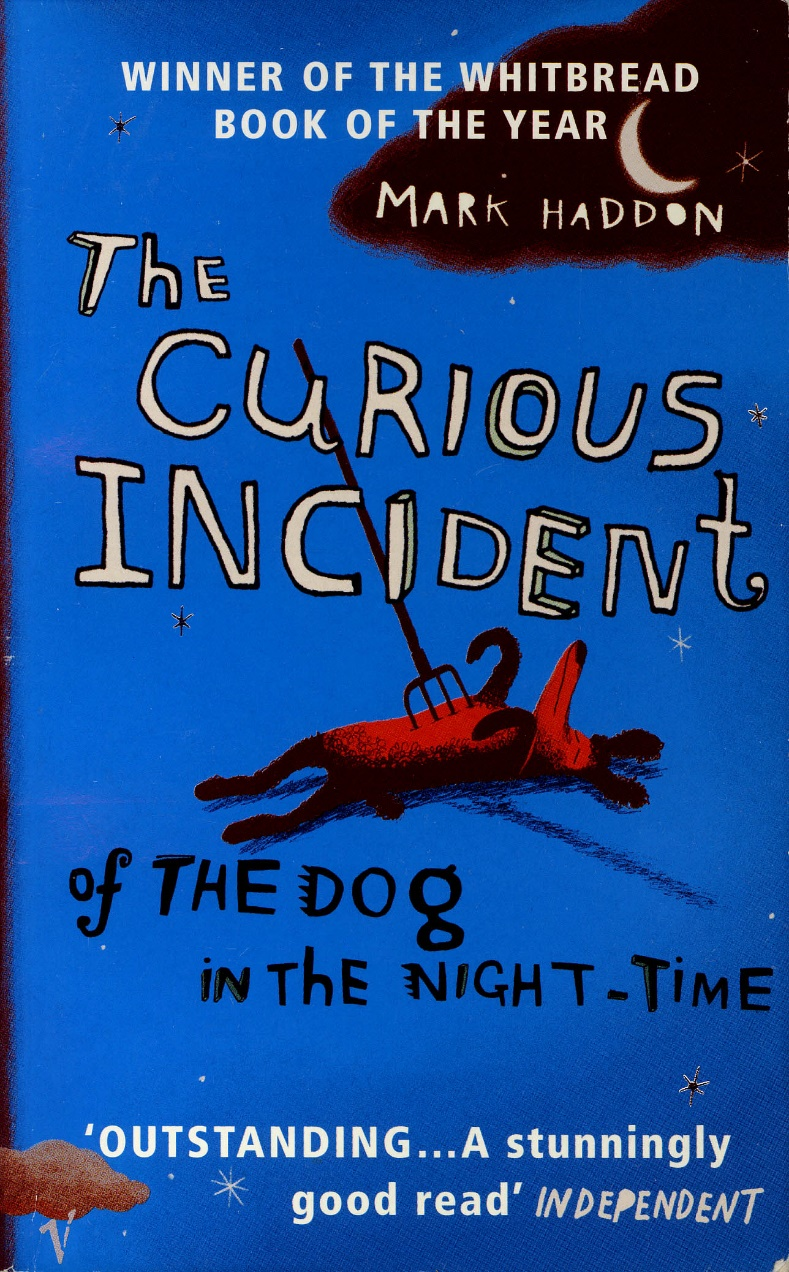 WINNER OF THE WHITBREAD
BOOK OF THE YEAR
MARK HADDON
The
CURIOUS
INCIDENt
of THE DOg
iN ThE NIGHT-TiME
‘OUTSTANDING...A stunningly
good read’ INDEPENDENT
V